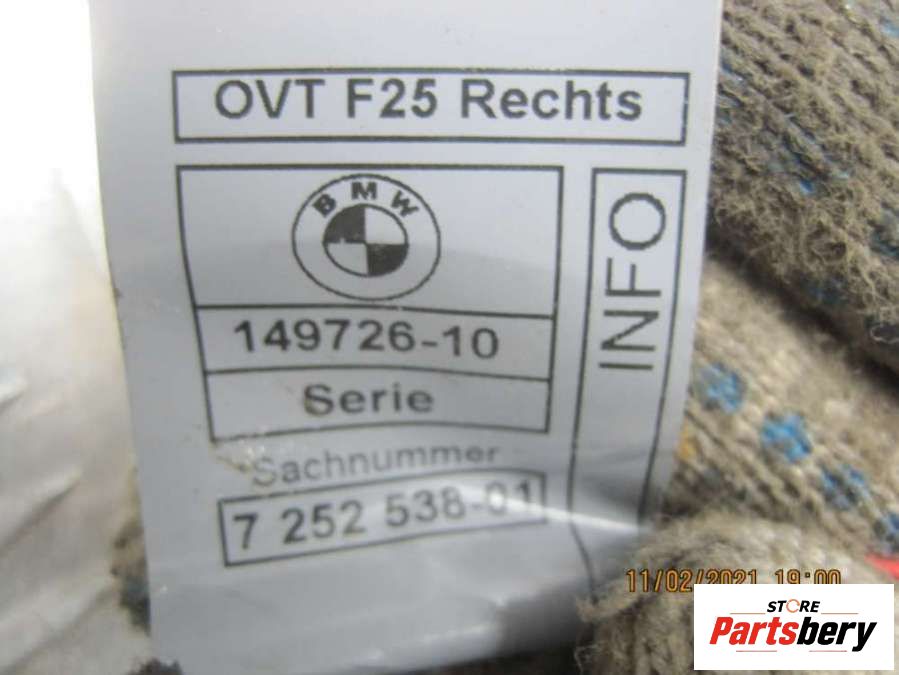 OVT F25 Rechts
BMW
149726-10
Serie
Sachnummer
7 252 538-01
INFO
11/02/2021 19:00
STORE
Partsbery